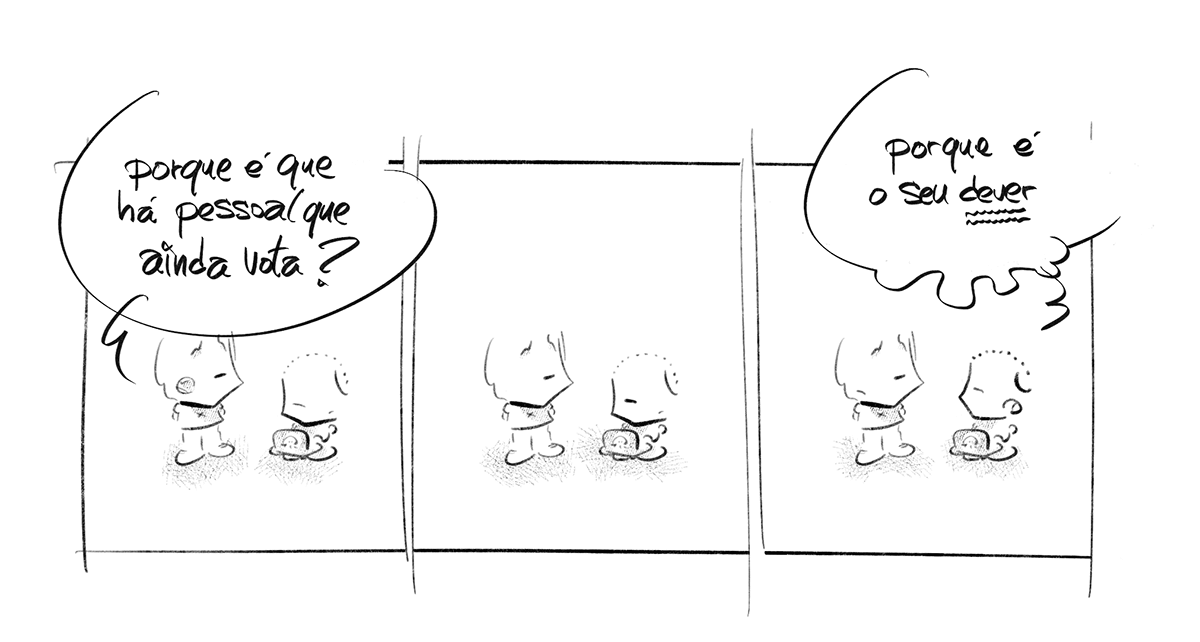 porque é que
há pessoal que
ainda vota?
porque é
o seu dever